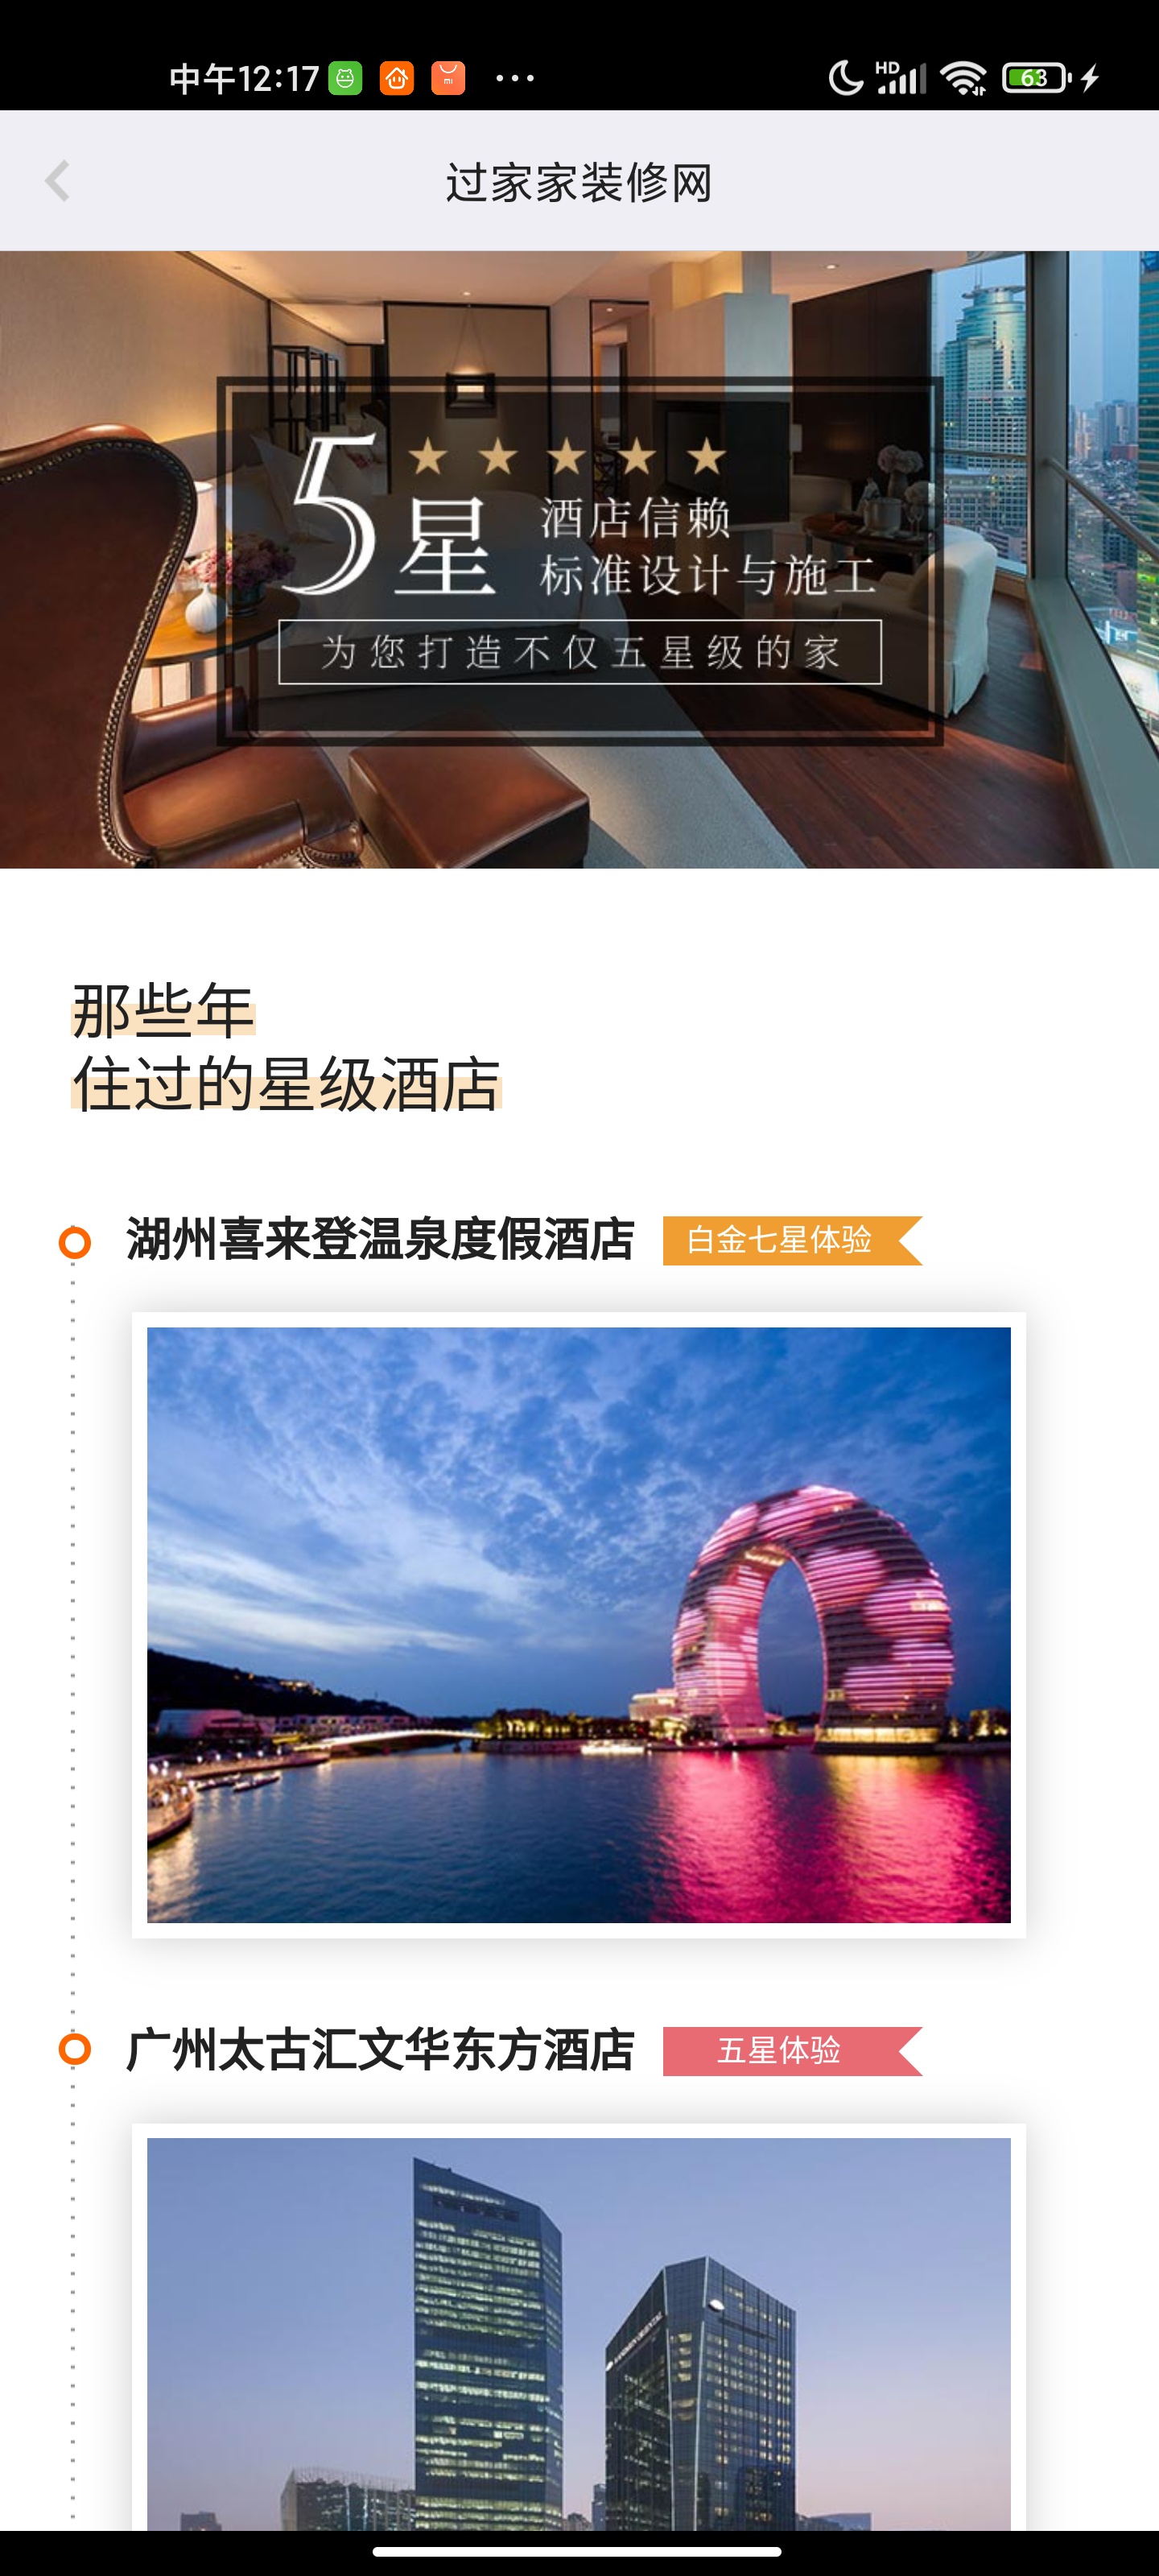 中午12:17
mi
HD
63
过家家装修网
5星
酒店信赖
标准设计与施工
为您打造不仅五星级的家
那些年
住过的星级酒店
湖州喜来登温泉度假酒店 白金七星体验
广州太古汇文华东方酒店 五星体验
MANDARIN ORIENTAL